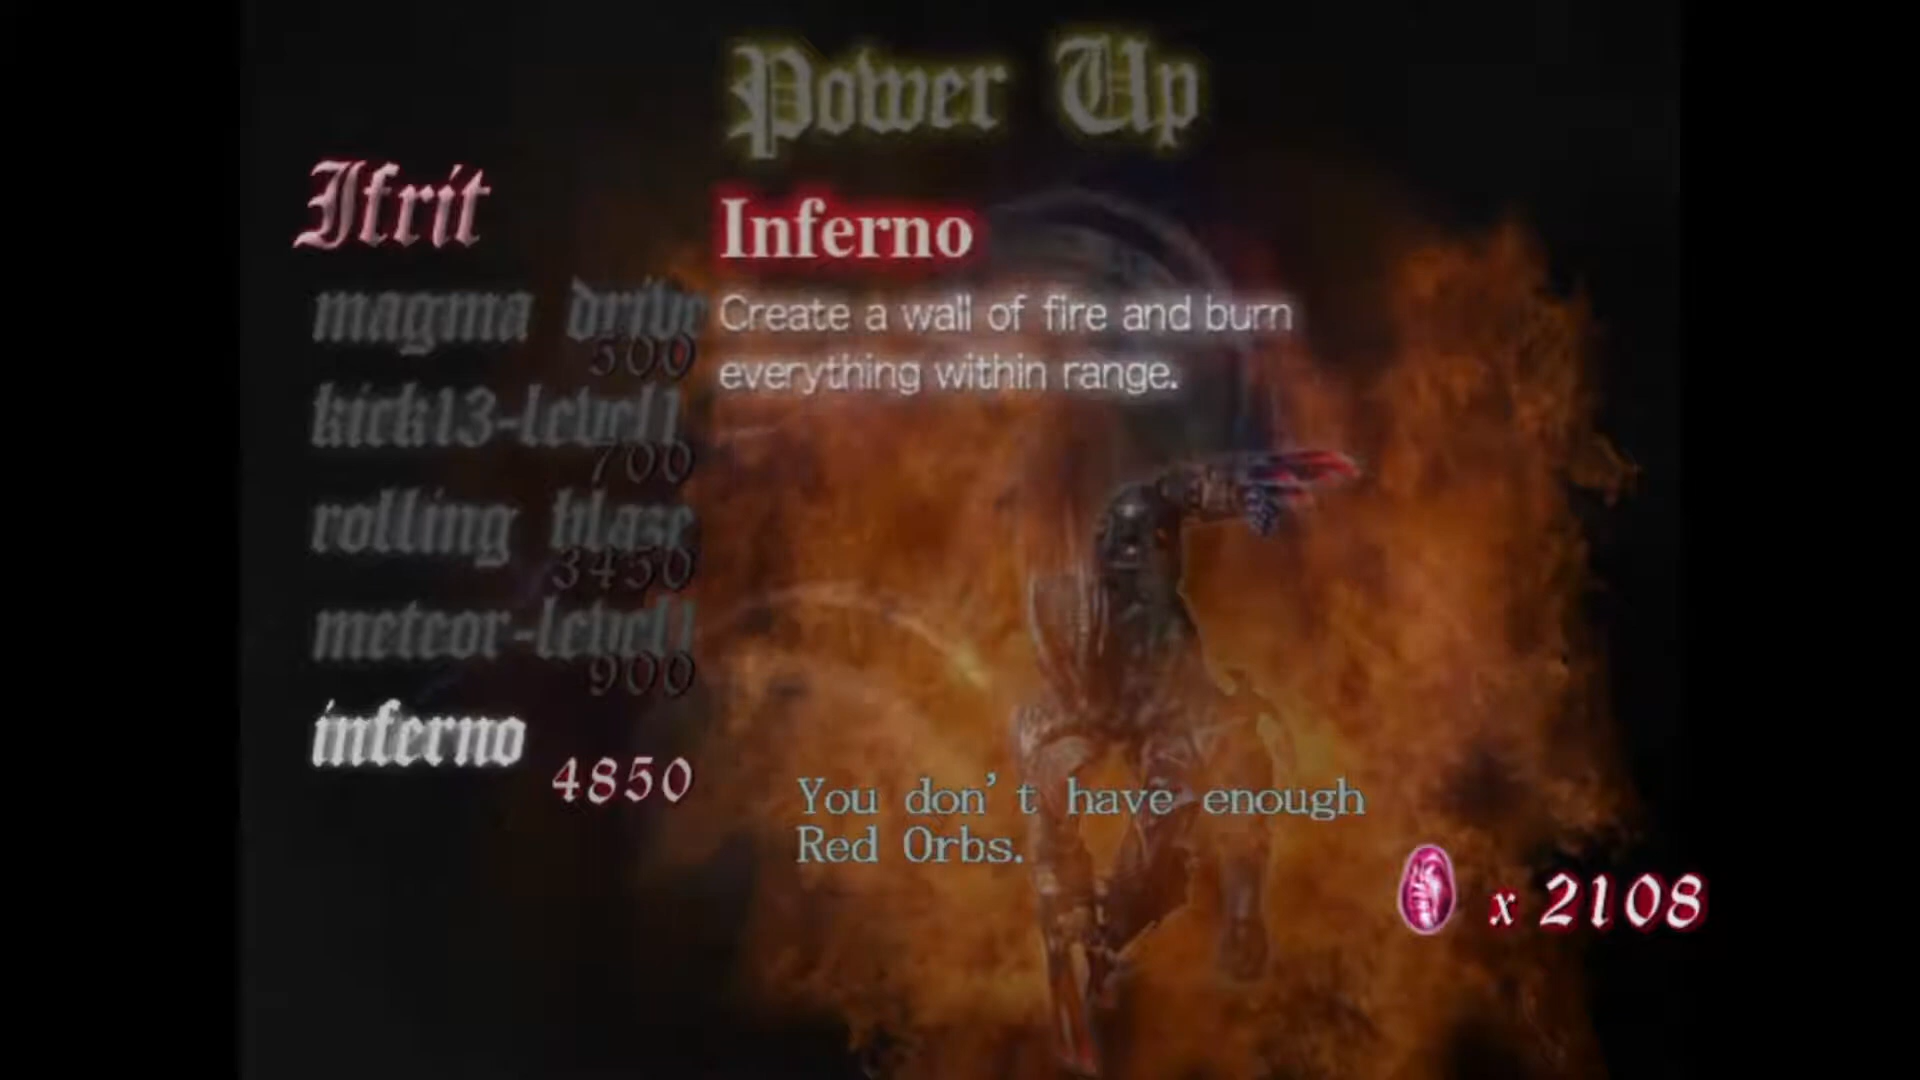 Power Up
Ifrit
Inferno
Create a wall of fire and burn
everything within range.
magma drive
500
kick13-level1
700
rolling blaze
3450
meteor-level1
900
inferno
4850
You don't have enough
Red Orbs.
x 2108